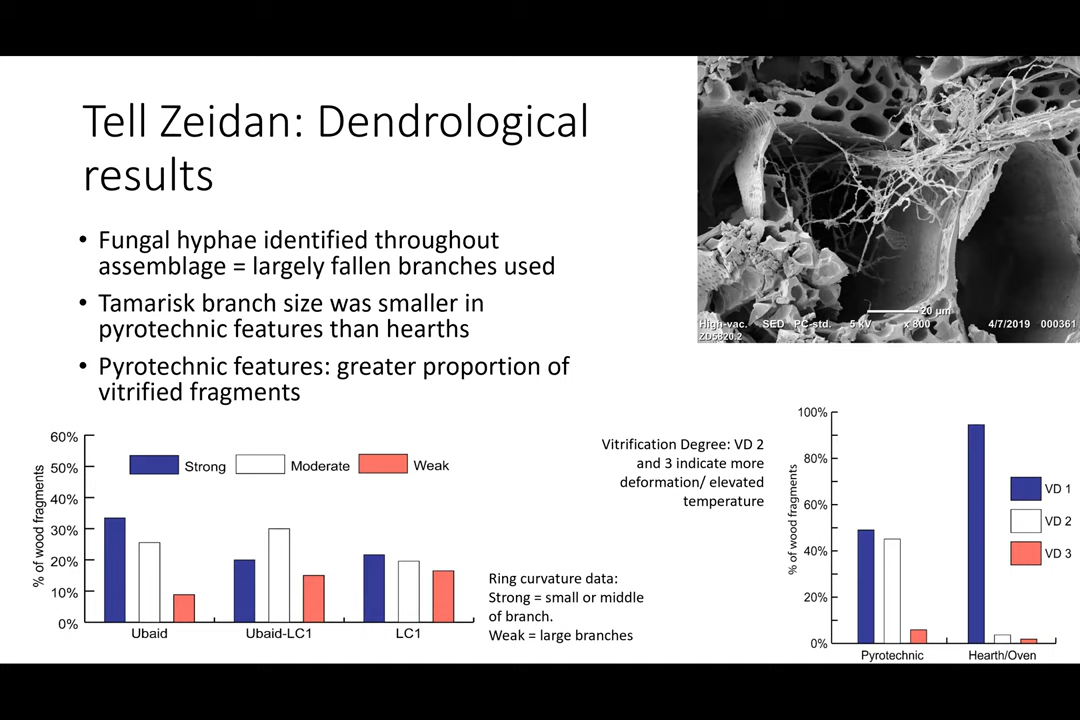 Tell Zeidan: Dendrological
results
• Fungal hyphae identified throughout
assemblage = largely fallen branches used
• Tamarisk branch size was smaller in
pyrotechnic features than hearths
• Pyrotechnic features: greater proportion of
vitrified fragments
20 µm
High-vac. SED PC-std. 5 kV x 800 4/7/2019 000361
ZD5820.2
60%
50%
40%
30%
20%
10%
0%
% of wood fragments
Strong Moderate Weak
Ubaid Ubaid-LC1 LC1
Ring curvature data:
Strong = small or middle
of branch.
Weak = large branches
Vitrification Degree: VD 2
and 3 indicate more
deformation/ elevated
temperature
100%
80%
60%
40%
20%
0%
% of wood fragments
VD 1
VD 2
VD 3
Pyrotechnic Hearth/Oven